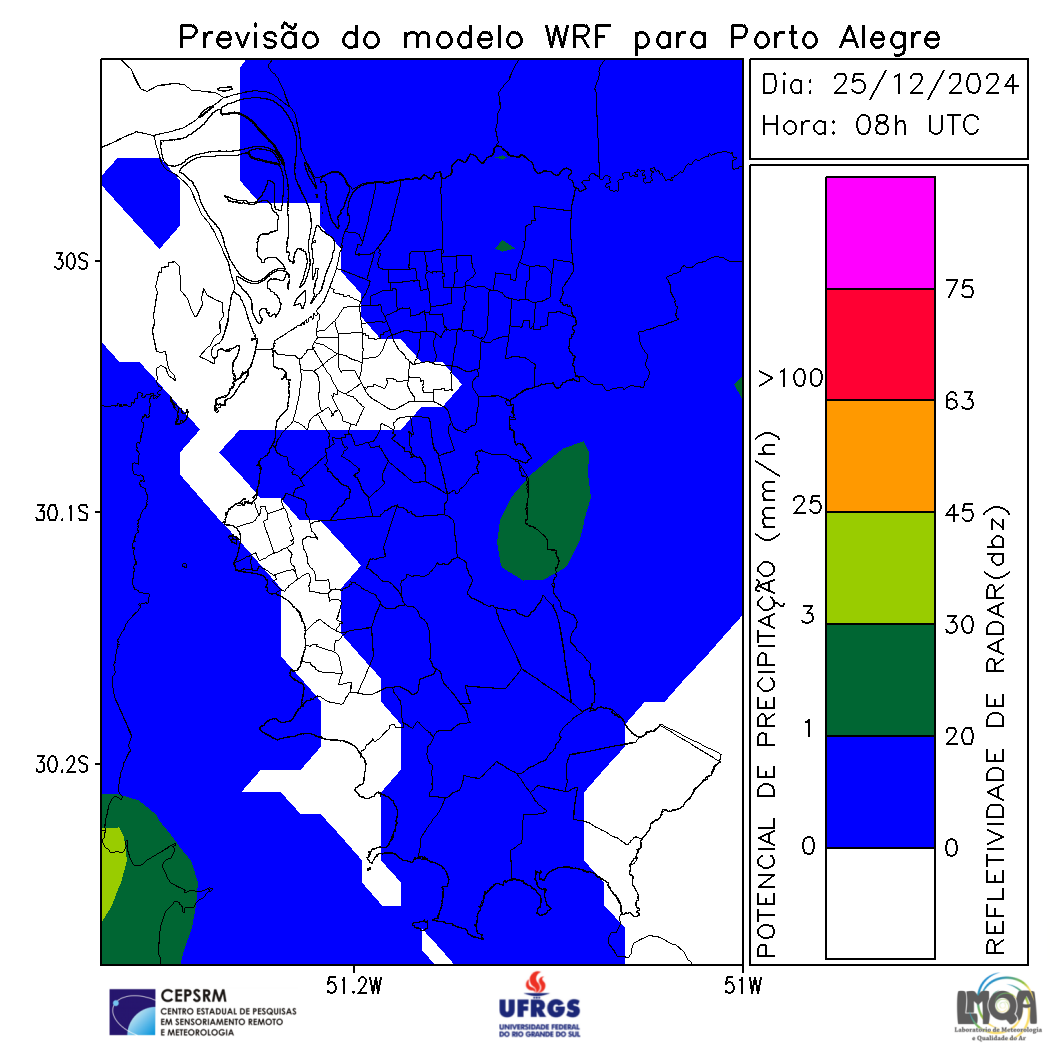 Previsão do modelo WRF para Porto Alegre
Dia: 25/12/2024
Hora: 08h UTC
30S
30.1S
30.2S
51.2W
51W
POTENCIAL DE PRECIPITAÇÃO (mm/h)
>100
25
3
1
0
75
63
45
30
20
0
REFLETIVIDADE DE RADAR(dbz)
CEPSRM
CENTRO ESTADUAL DE PESQUISAS
EM SENSORIAMENTO REMOTO
E METEOROLOGIA
UFRGS
UNIVERSIDADE FEDERAL
DO RIO GRANDE DO SUL
LMQA
Laboratório de Meteorologia
e Qualidade do Ar